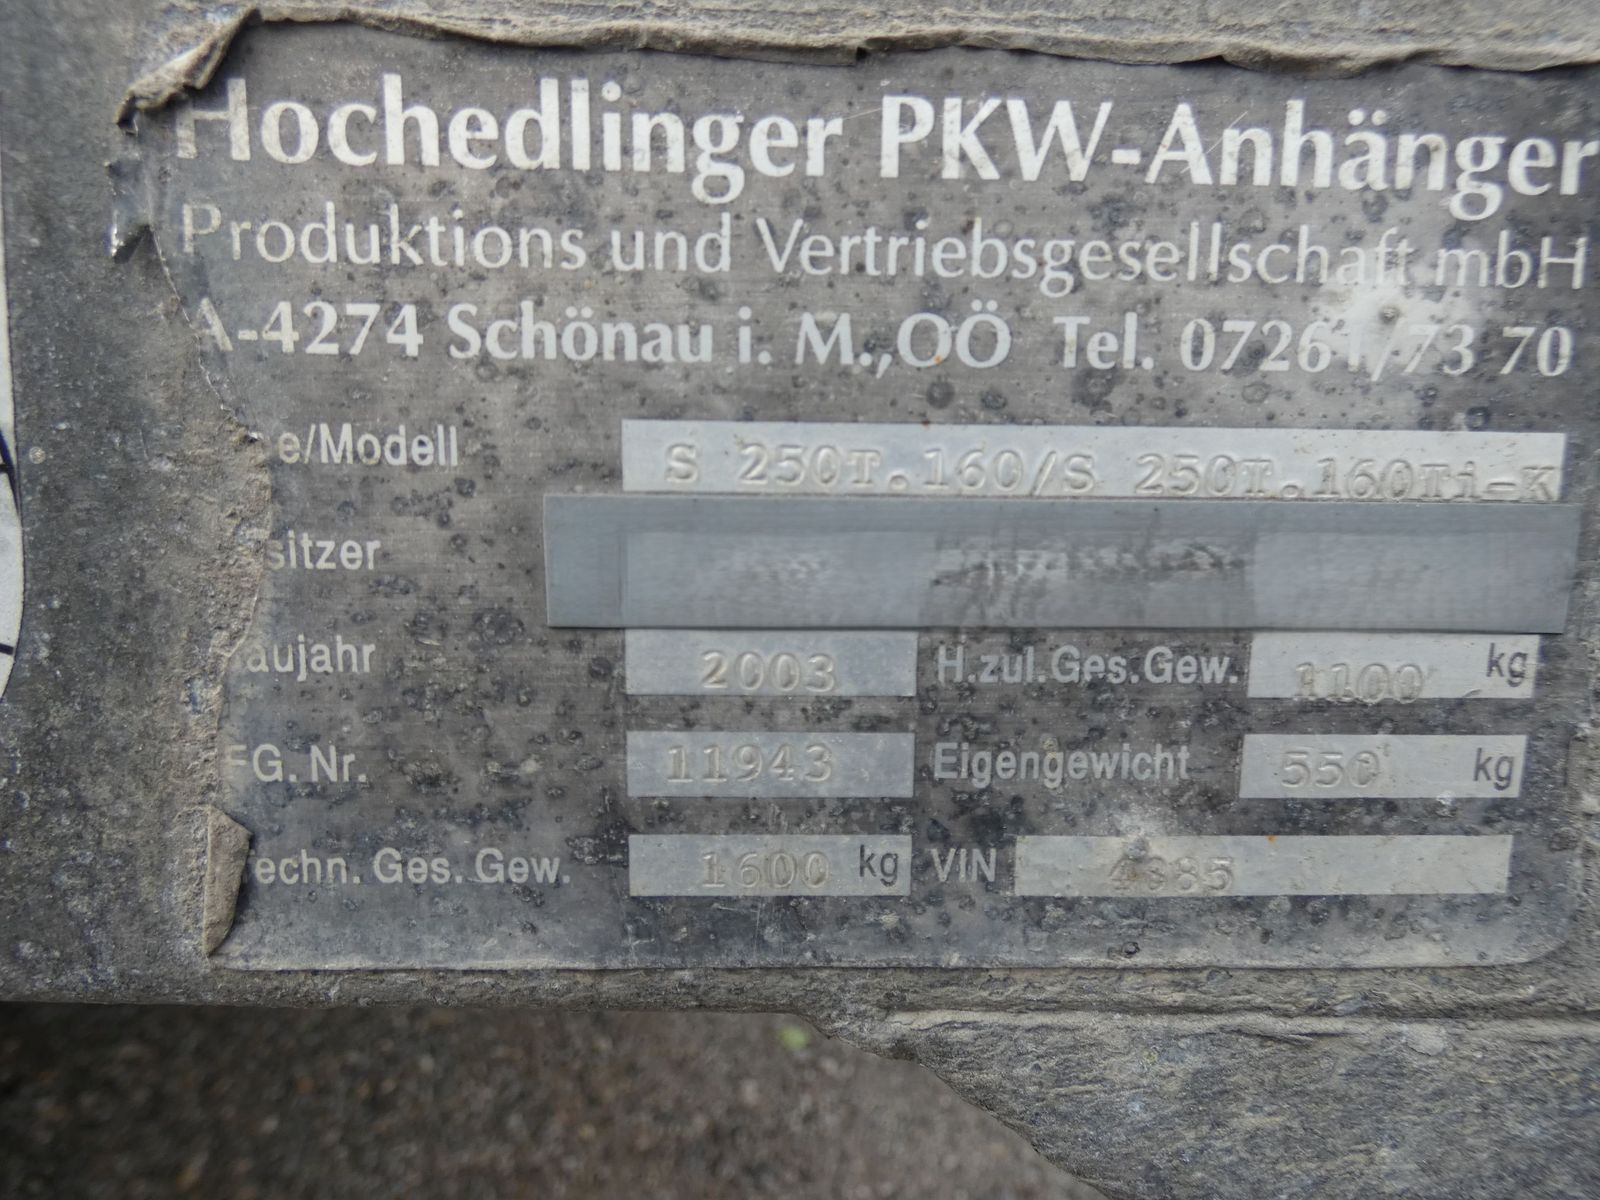 Hochedlinger PKW-Anhänger
Produktions und Vertriebsgesellschaft mbH
A-4274 Schönau i. M.,OÖ Tel. 07261/73 70
e/Modell S 250T.160/S 250T.160Ti-K
sitzer
aujahr 2003 H.zul.Ges.Gew. 1100 kg
FG. Nr. 11943 Eigengewicht 550 kg
echn. Ges. Gew. 1600 kg VIN